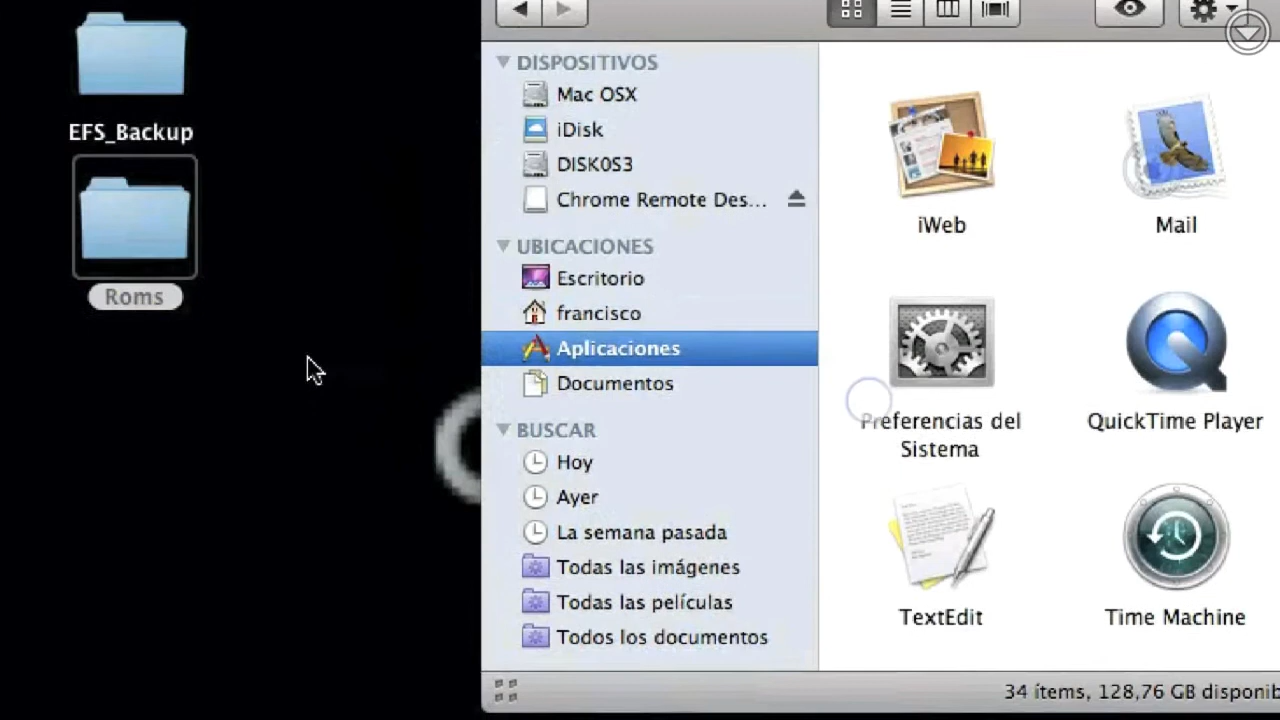 EFS_Backup
Roms
DISPOSITIVOS
Mac OSX
iDisk
DISK0S3
Chrome Remote Des...
UBICACIONES
Escritorio
francisco
Aplicaciones
Documentos
BUSCAR
Hoy
Ayer
La semana pasada
Todas las imágenes
Todas las películas
Todos los documentos
iWeb
Mail
Preferencias del
Sistema
QuickTime Player
TextEdit
Time Machine
34 ítems, 128,76 GB disponib